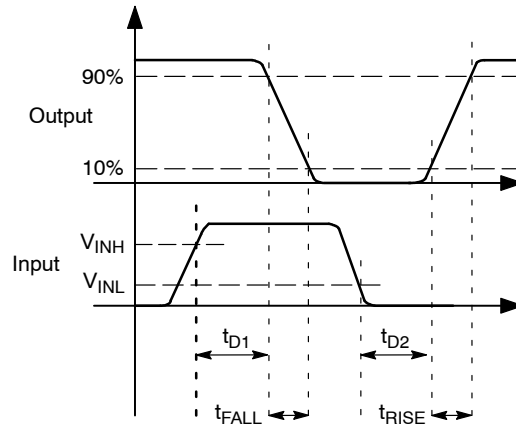 90%
Output
10%
V_INH
Input
V_INL
t_D1
t_D2
t_FALL
t_RISE